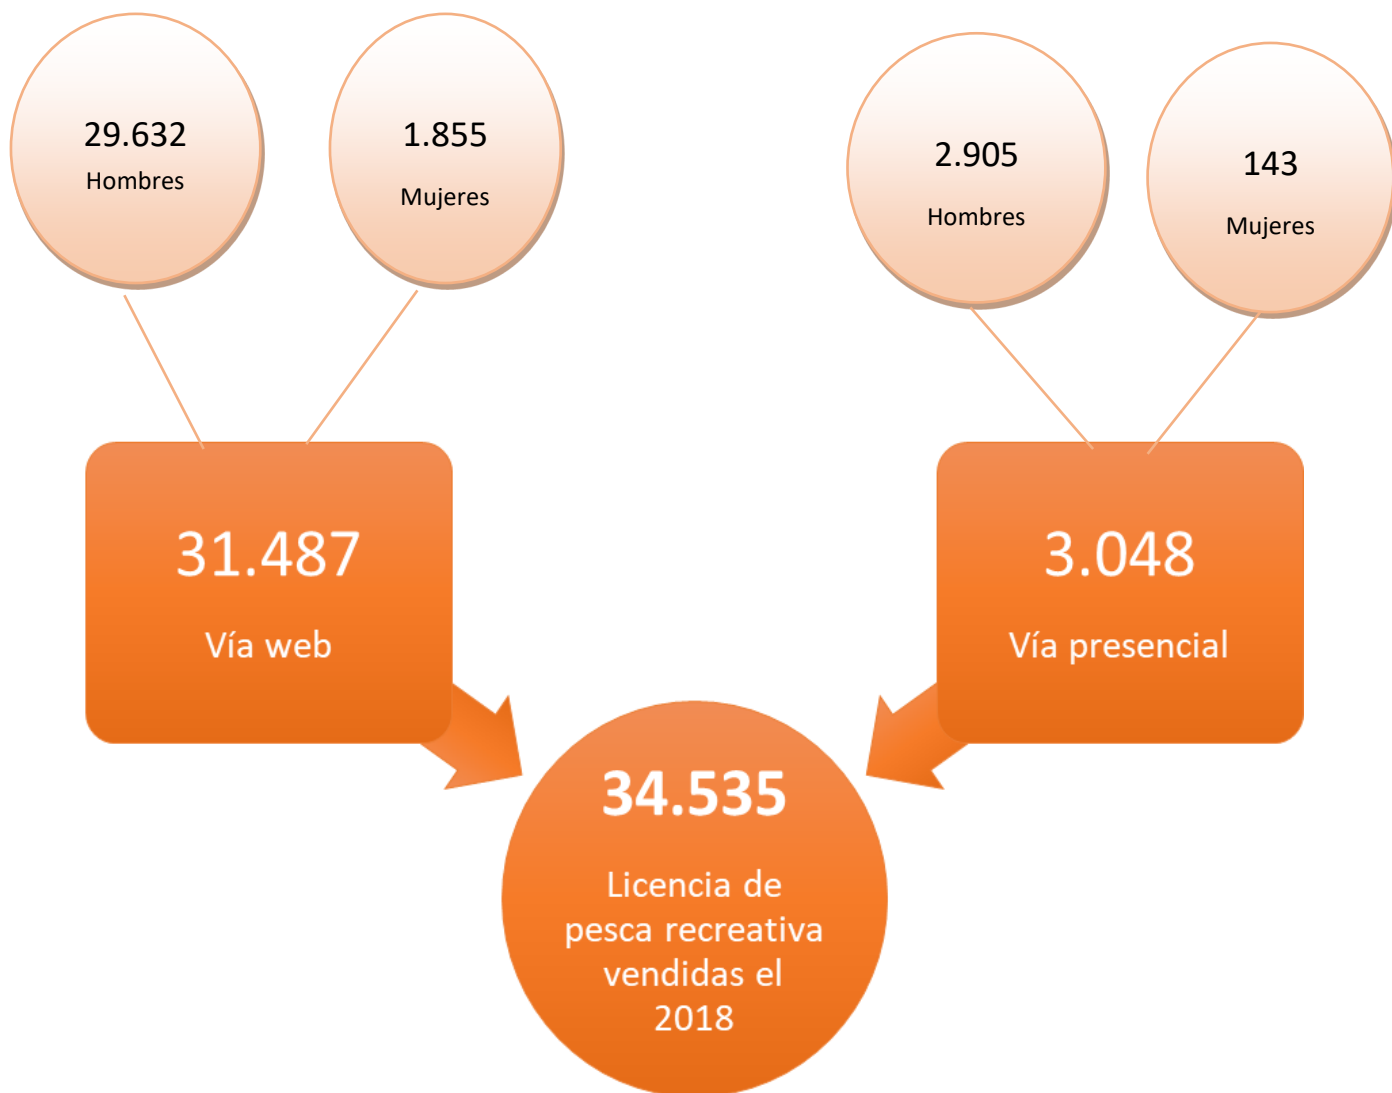 29.632
Hombres
1.855
Mujeres
2.905
Hombres
143
Mujeres
31.487
Vía web
3.048
Vía presencial
34.535
Licencia de
pesca recreativa
vendidas el
2018